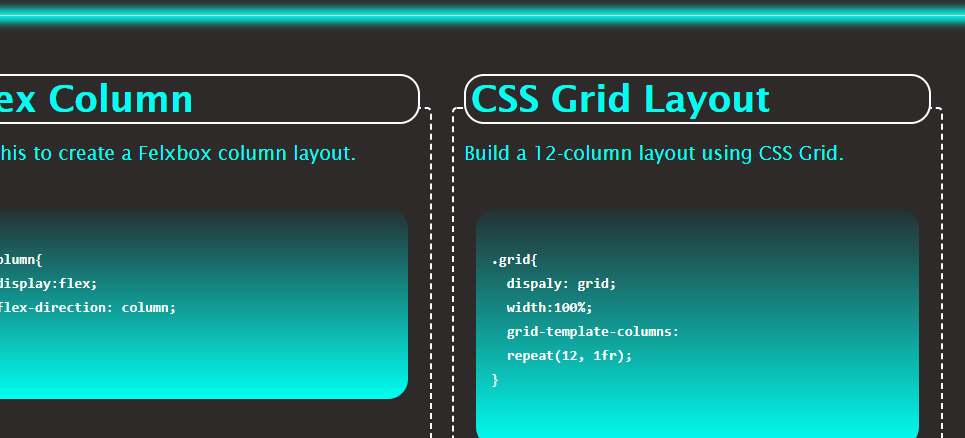 ex Column
his to create a Felxbox column layout.
olumn{
display:flex;
flex-direction: column;
CSS Grid Layout
Build a 12-column layout using CSS Grid.
.grid{
dispaly: grid;
width:100%;
grid-template-columns:
repeat(12, 1fr);
}